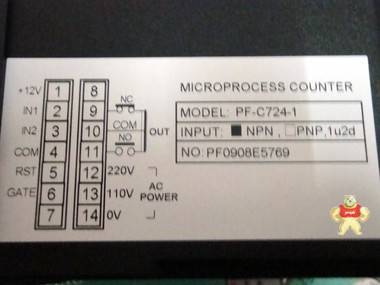 +12V 1 8
IN1 2 9 NC
IN2 3 10 COM OUT
COM 4 11 NO
RST 5 12 220V
GATE 6 13 110V AC POWER
7 14 0V
MICROPROCESS COUNTER
MODEL: PF-C724-1
INPUT: NPN , PNP,1u2d
NO: PF0908E5769